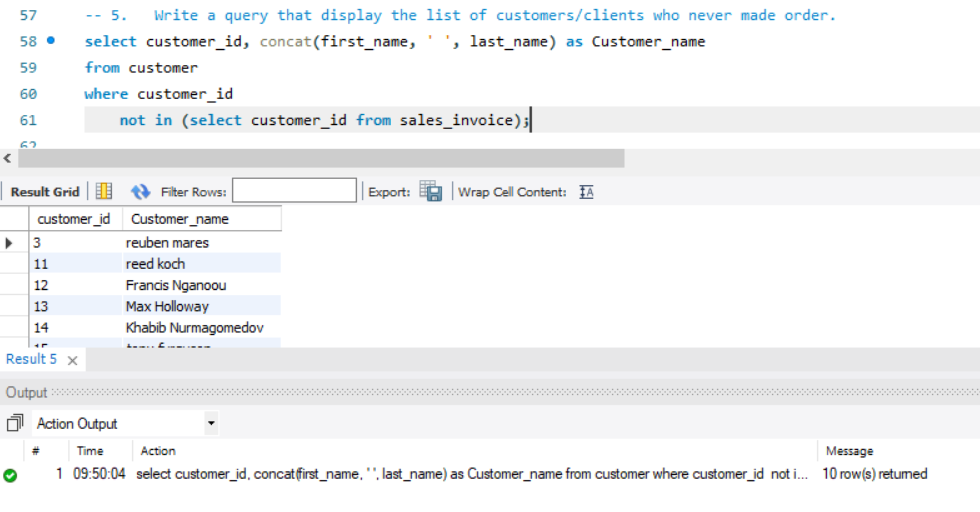 57 -- 5. Write a query that display the list of customers/clients who never made order.
58 select customer_id, concat(first_name, ' ', last_name) as Customer_name
59 from customer
60 where customer_id
61 not in (select customer_id from sales_invoice);
62
Result Grid Filter Rows: Export: Wrap Cell Content: IA
customer_id Customer_name
3 reuben mares
11 reed koch
12 Francis Nganoou
13 Max Holloway
14 Khabib Nurmagomedov
15
Result 5 ×
Output
Action Output
# Time Action Message
1 09:50:04 select customer_id, concat(first_name, ' ', last_name) as Customer_name from customer where customer_id not i... 10 row(s) returned